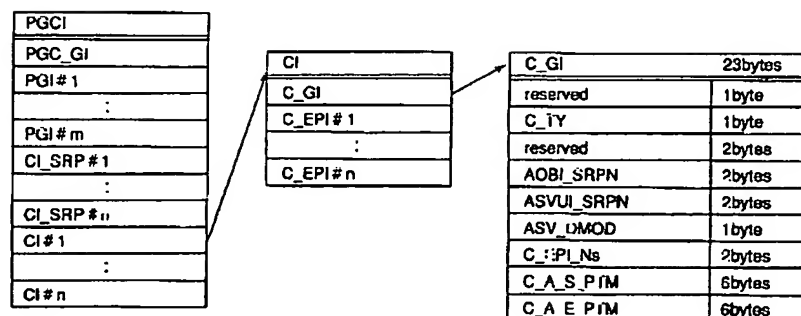 PGCI
PGC_GI
PGI#1
:
PGI#m
CI_SRP#1
:
CI_SRP#n
CI#1
:
CI#n
CI
C_GI
C_EPI#1
:
C_EPI#n
C_GI 23bytes
reserved 1byte
C_TY 1byte
reserved 2bytes
AOBI_SRPN 2bytes
ASVUI_SRPN 2bytes
ASV_DMOD 1byte
C_EPI_Ns 2bytes
C_A_S_PTM 6bytes
C_A_E_PTM 6bytes